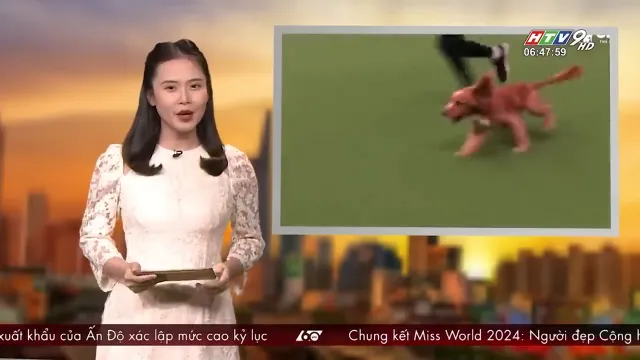 HTV9 HD
06:47:59
xuất khẩu của Ấn Độ xác lập mức cao kỷ lục 60 Chung kết Miss World 2024: Người đẹp Cộng h